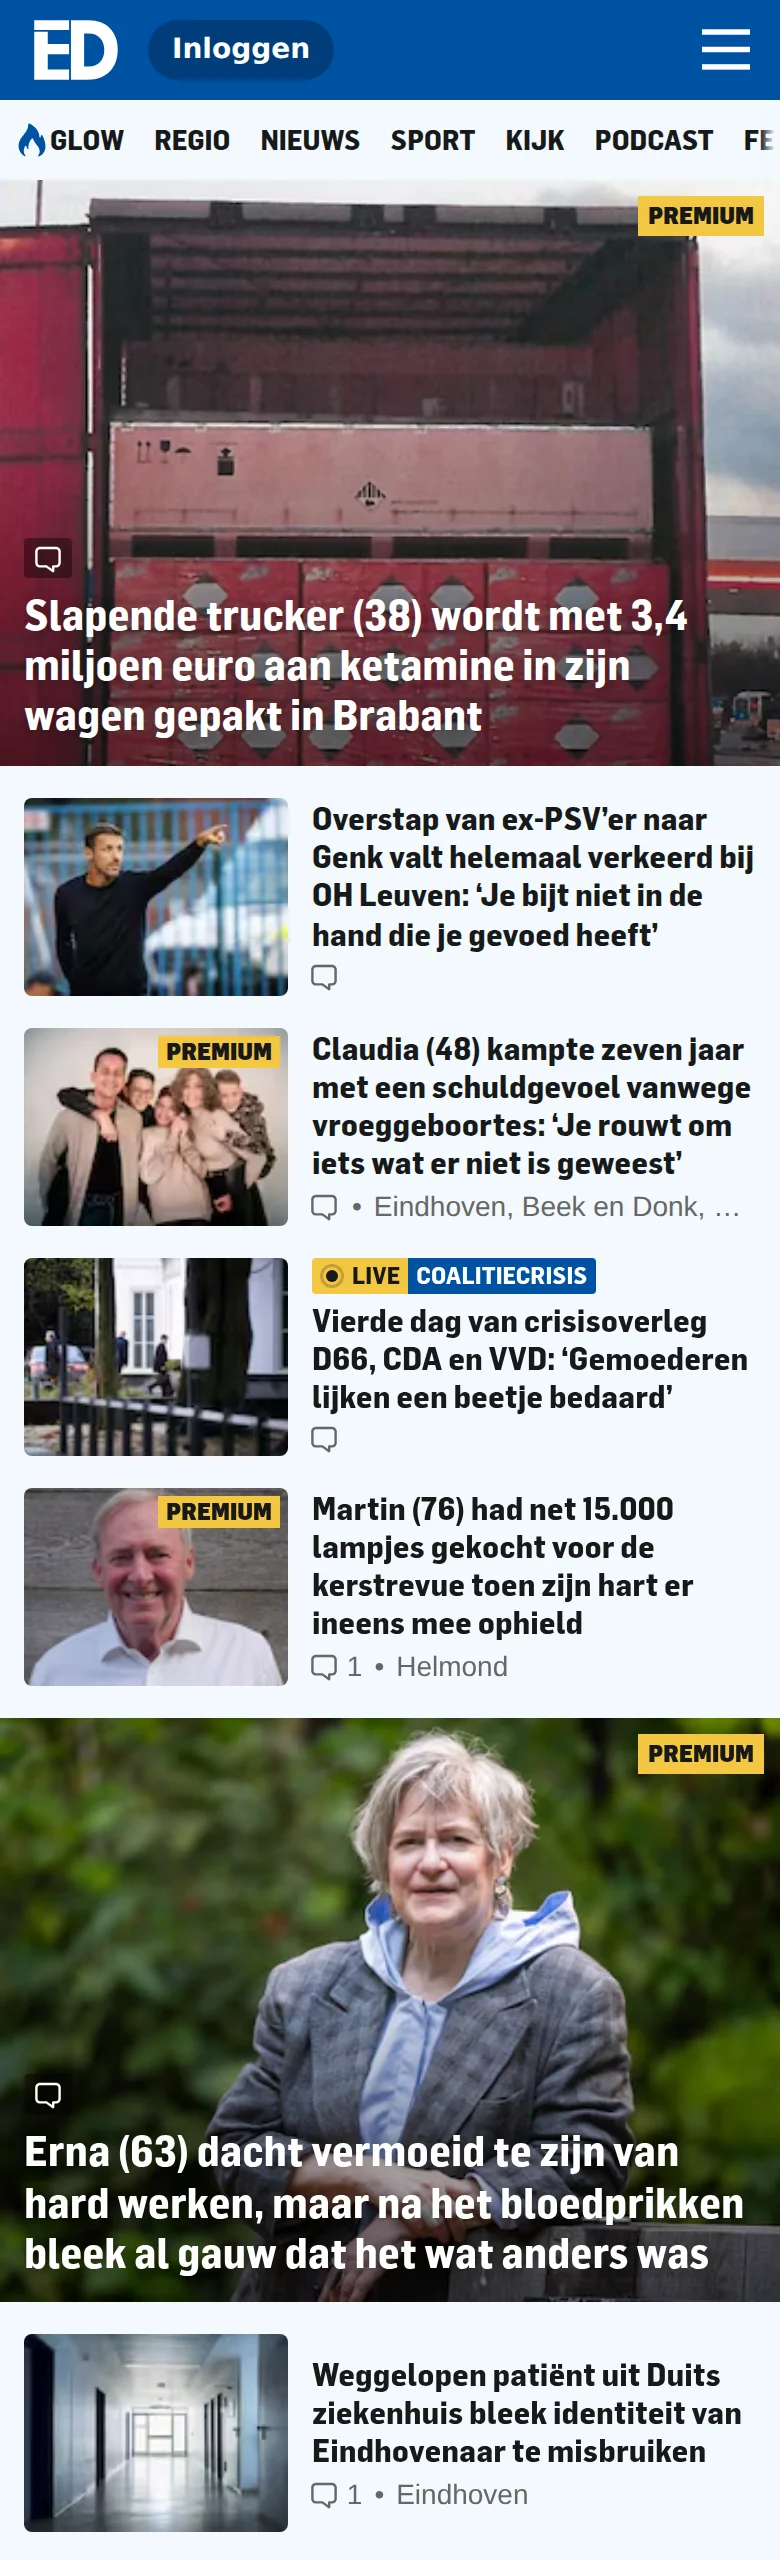 ED
Inloggen
GLOW REGIO NIEUWS SPORT KIJK PODCAST FE
PREMIUM
Slapende trucker (38) wordt met 3,4
miljoen euro aan ketamine in zijn
wagen gepakt in Brabant
Overstap van ex-PSV’er naar
Genk valt helemaal verkeerd bij
OH Leuven: ‘Je bijt niet in de
hand die je gevoed heeft’
PREMIUM
Claudia (48) kampte zeven jaar
met een schuldgevoel vanwege
vroeggeboortes: ‘Je rouwt om
iets wat er niet is geweest’
• Eindhoven, Beek en Donk, …
LIVE COALITIECRISIS
Vierde dag van crisisoverleg
D66, CDA en VVD: ‘Gemoederen
lijken een beetje bedaard’
PREMIUM
Martin (76) had net 15.000
lampjes gekocht voor de
kerstrevue toen zijn hart er
ineens mee ophield
1 • Helmond
PREMIUM
Erna (63) dacht vermoeid te zijn van
hard werken, maar na het bloedprikken
bleek al gauw dat het wat anders was
Weggelopen patiënt uit Duits
ziekenhuis bleek identiteit van
Eindhovenaar te misbruiken
1 • Eindhoven